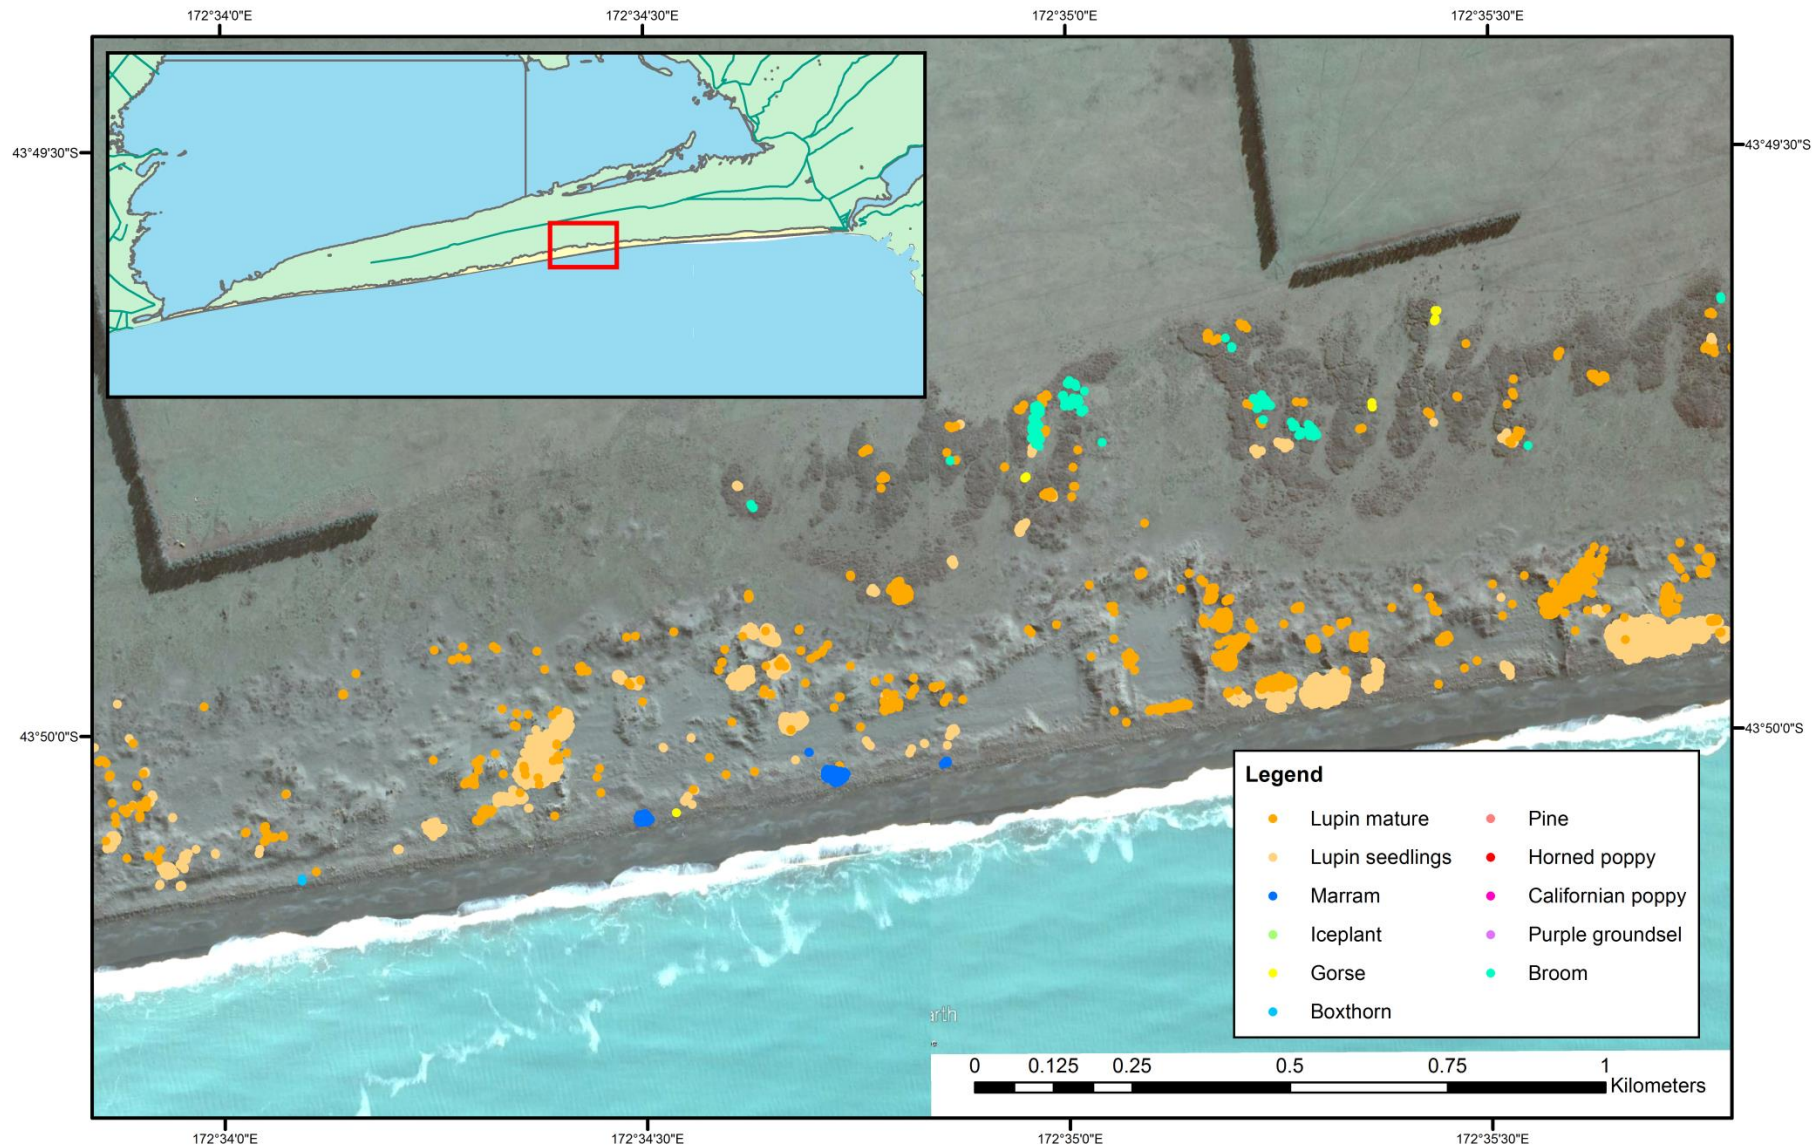 172°34'0"E 172°34'30"E 172°35'0"E 172°35'30"E
43°49'30"S 43°49'30"S
43°50'0"S 43°50'0"S
Legend
Lupin mature
Lupin seedlings
Marram
Iceplant
Gorse
Boxthorn
Pine
Horned poppy
Californian poppy
Purple groundsel
Broom
arth
0 0.125 0.25 0.5 0.75 1
Kilometers
172°34'0"E 172°34'30"E 172°35'0"E 172°35'30"E